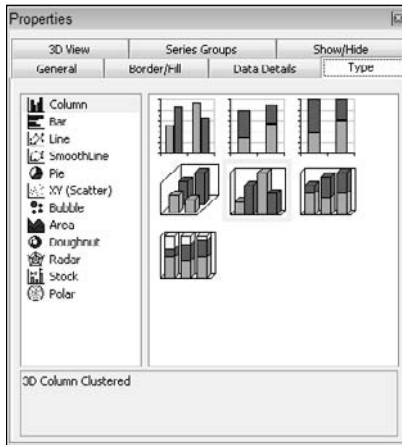 Properties
3D View Series Groups Show/Hide
General Border/Fill Data Details Type
Column
Bar
Line
SmoothLine
Pie
XY (Scatter)
Bubble
Area
Doughnut
Radar
Stock
Polar
3D Column Clustered